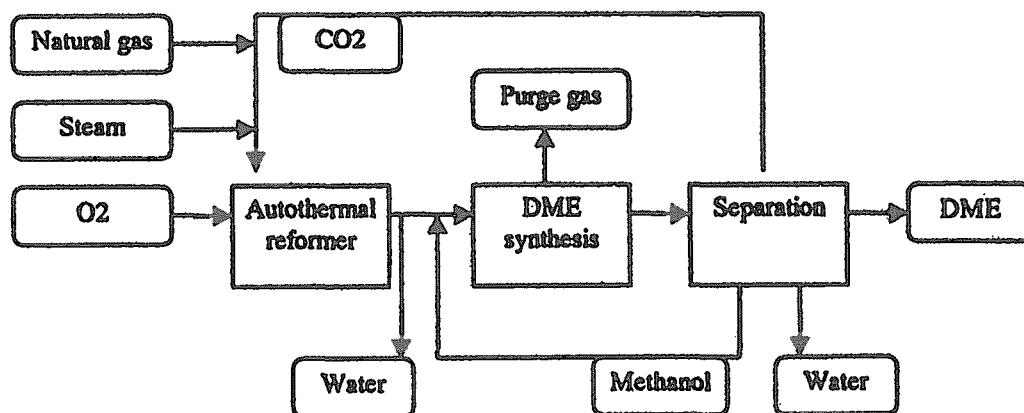 Natural gas
CO2
Purge gas
Steam
O2
Autothermal
reformer
DME
synthesis
Separation
DME
Water
Methanol
Water